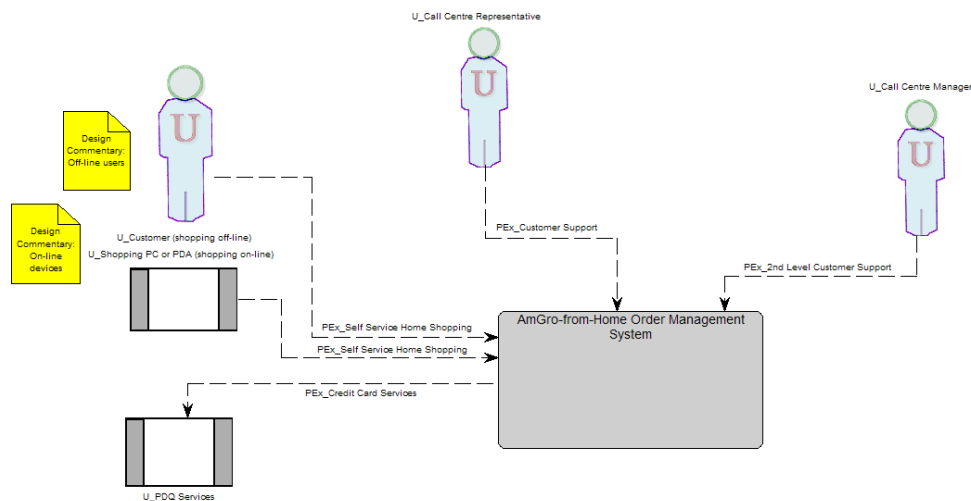 U_Call Centre Representative
U
U_Call Centre Manager
U
U
Design
Commentary:
Off-line users
Design
Commentary:
On-line
devices
U_Customer (shopping off-line)
U_Shopping PC or PDA (shopping on-line)
PEx_Customer Support
PEx_2nd Level Customer Support
PEx_Self Service Home Shopping
PEx_Self Service Home Shopping
AmGro-from-Home Order Management
System
PEx_Credit Card Services
U_PDQ Services